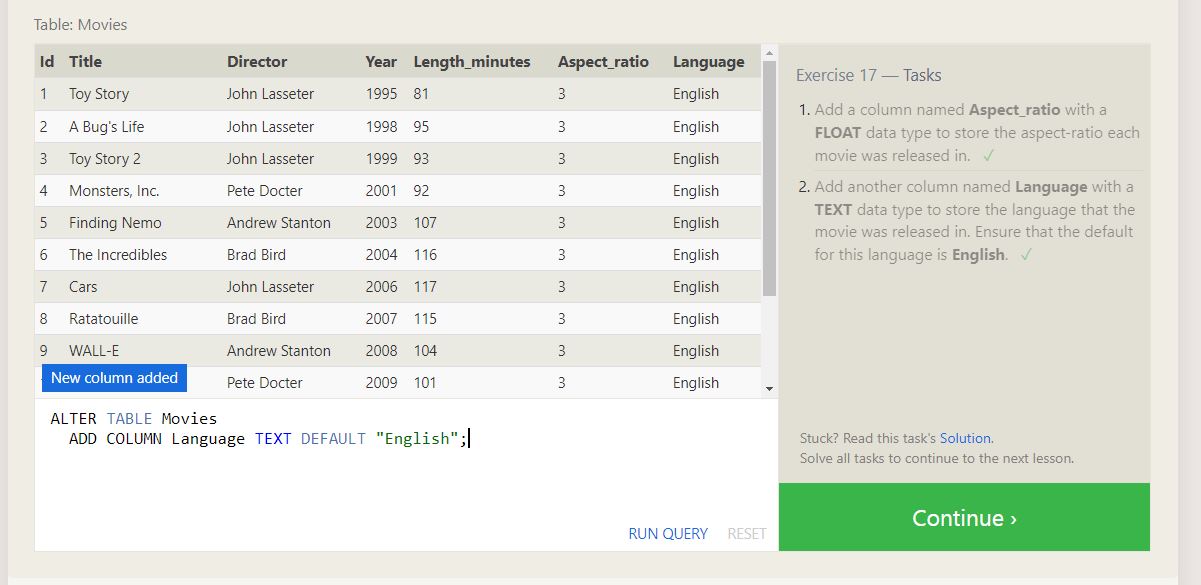 Table: Movies
Id Title Director Year Length_minutes Aspect_ratio Language
1 Toy Story John Lasseter 1995 81 3 English
2 A Bug's Life John Lasseter 1998 95 3 English
3 Toy Story 2 John Lasseter 1999 93 3 English
4 Monsters, Inc. Pete Docter 2001 92 3 English
5 Finding Nemo Andrew Stanton 2003 107 3 English
6 The Incredibles Brad Bird 2004 116 3 English
7 Cars John Lasseter 2006 117 3 English
8 Ratatouille Brad Bird 2007 115 3 English
9 WALL-E Andrew Stanton 2008 104 3 English
Pete Docter 2009 101 3 English
New column added
ALTER TABLE Movies
ADD COLUMN Language TEXT DEFAULT "English";
RUN QUERY RESET
Exercise 17 — Tasks
1. Add a column named Aspect_ratio with a
FLOAT data type to store the aspect-ratio each
movie was released in. ✓
2. Add another column named Language with a
TEXT data type to store the language that the
movie was released in. Ensure that the default
for this language is English. ✓
Stuck? Read this task's Solution.
Solve all tasks to continue to the next lesson.
Continue ›